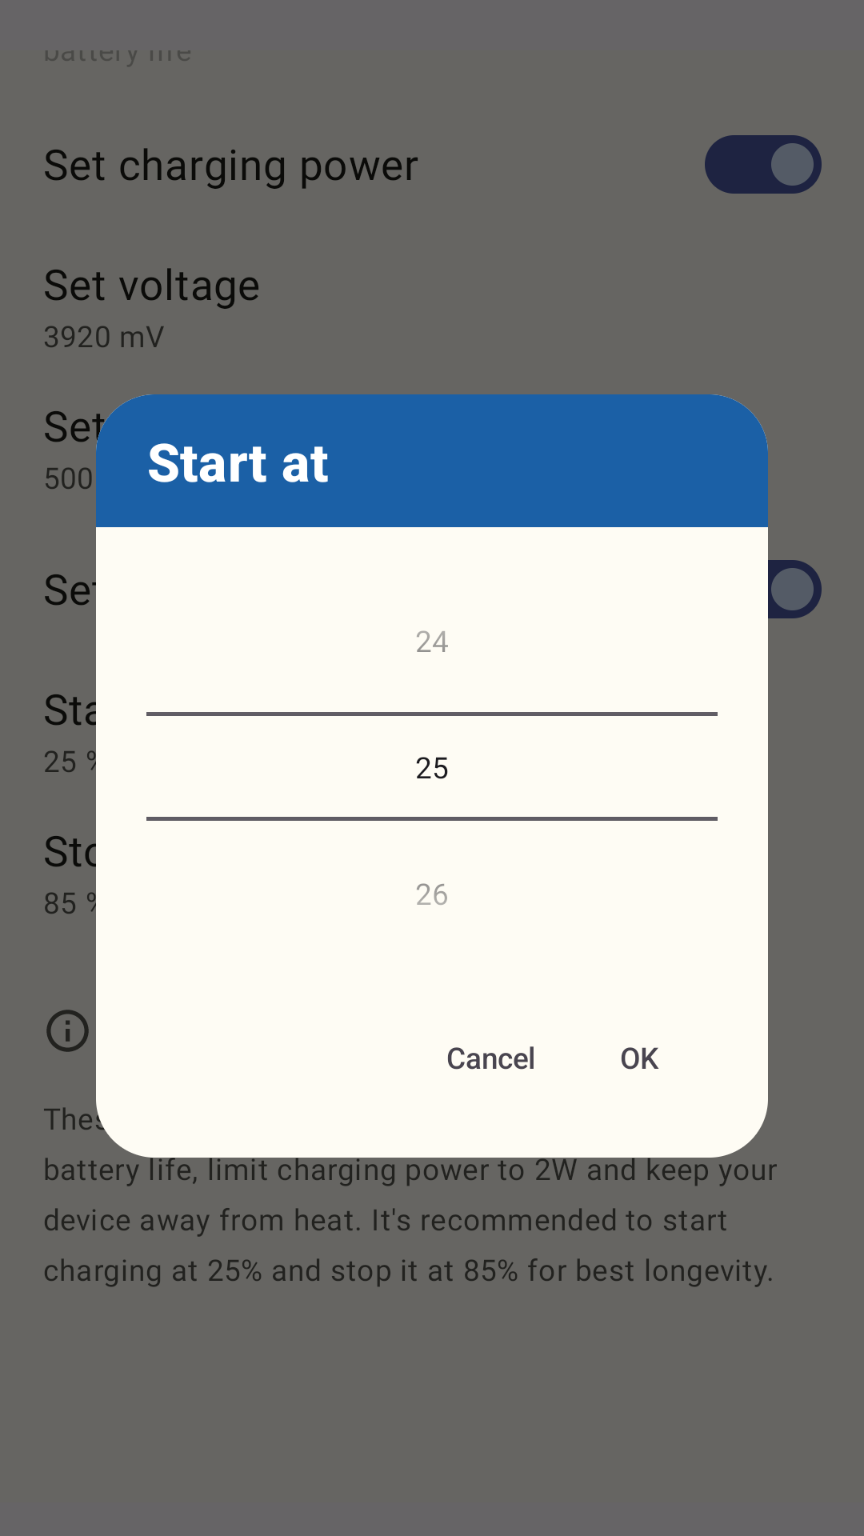 battery life
Set charging power
Set voltage
3920 mV
Set
500
Set
Sta
25 %
Sto
85 %
Start at
24
25
26
Cancel
OK
Thes
battery life, limit charging power to 2W and keep your
device away from heat. It's recommended to start
charging at 25% and stop it at 85% for best longevity.